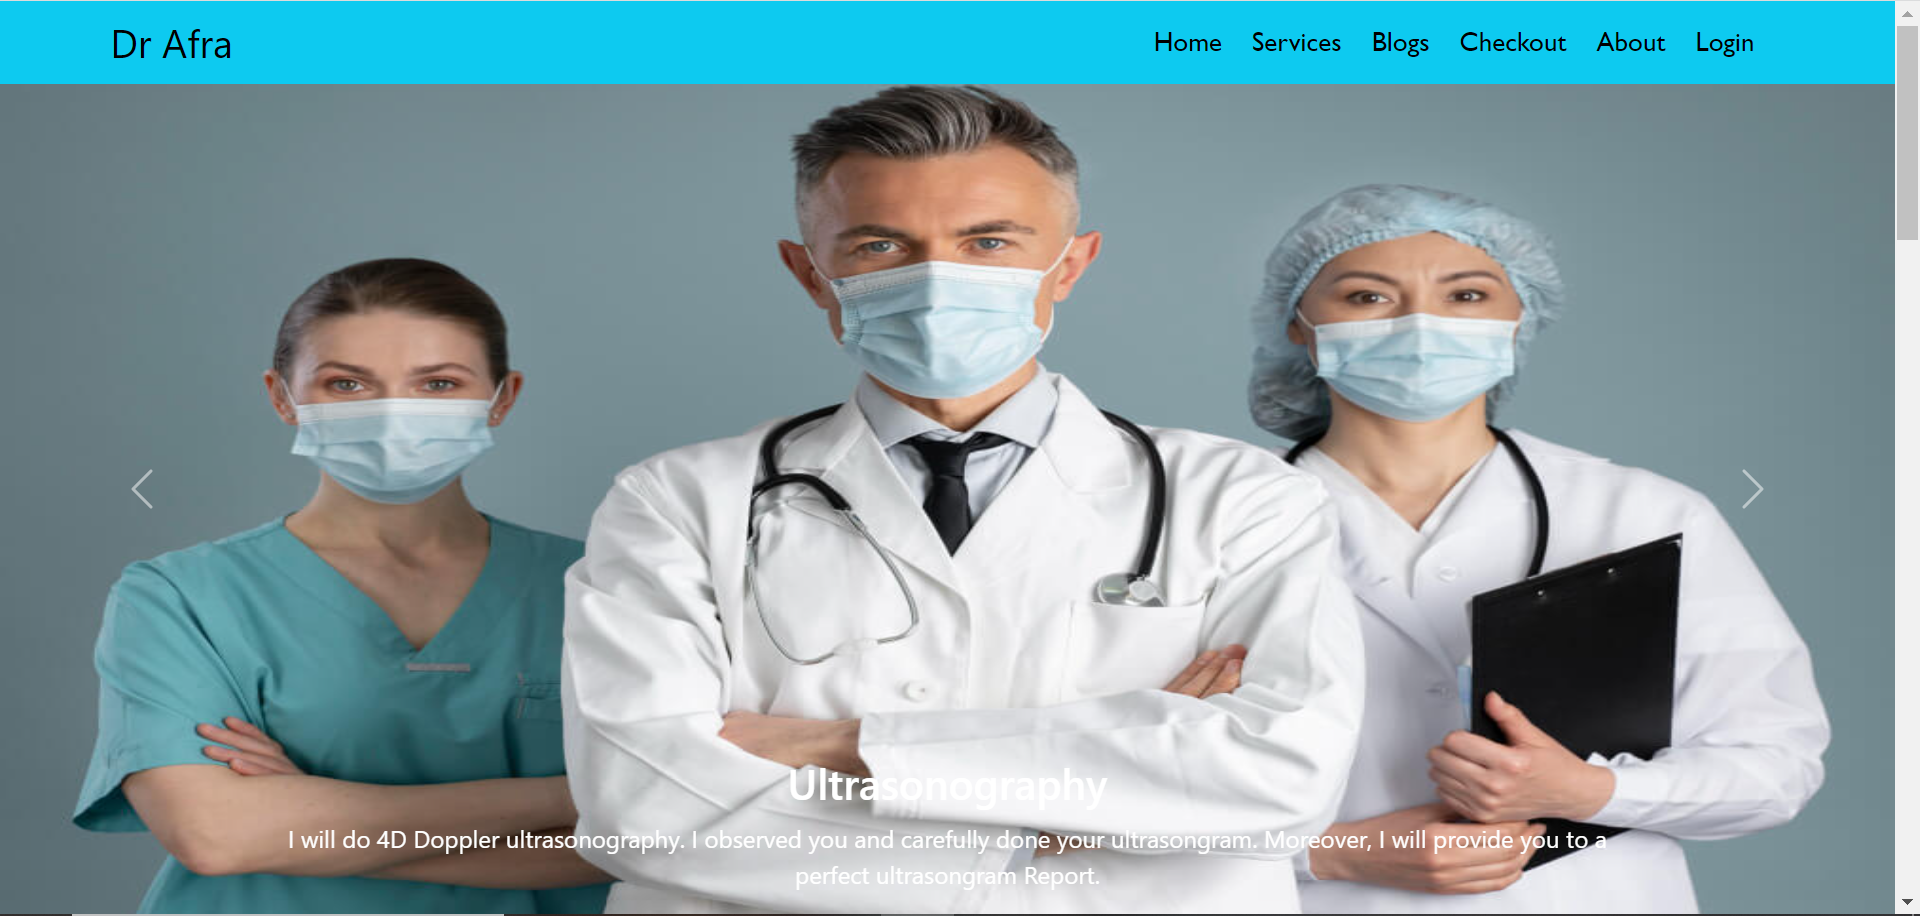 Dr Afra
Home Services Blogs Checkout About Login
Ultrasonography
I will do 4D Doppler ultrasonography. I observed you and carefully done your ultrasongram. Moreover, I will provide you to a
perfect ultrasongram Report.